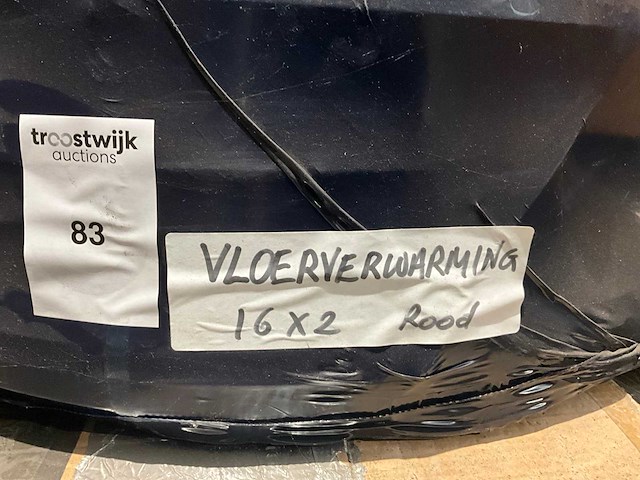 troostwijk
auctions
83
VLOERVERWARMING
16X2 Rood